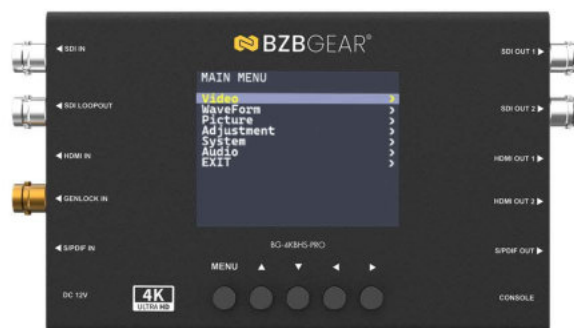 BZBGEAR®
◀ SDI IN
◀ SDI LOOPOUT
◀ HDMI IN
◀ GENLOCK IN
◀ S/PDIF IN
DC 12V
4K
ULTRA HD
MAIN MENU
Video >
WaveForm >
Picture >
Adjustment >
System >
Audio >
EXIT >
BG-4KBHS-PRO
MENU ▲ ▼ ◀ ▶
SDI OUT 1 ▶
SDI OUT 2 ▶
HDMI OUT 1 ▶
HDMI OUT 2 ▶
S/PDIF OUT ▶
CONSOLE